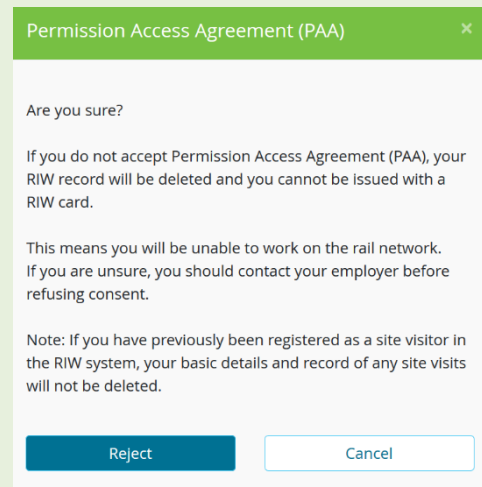 Permission Access Agreement (PAA) ×
Are you sure?
If you do not accept Permission Access Agreement (PAA), your
RIW record will be deleted and you cannot be issued with a
RIW card.
This means you will be unable to work on the rail network.
If you are unsure, you should contact your employer before
refusing consent.
Note: If you have previously been registered as a site visitor in
the RIW system, your basic details and record of any site visits
will not be deleted.
Reject
Cancel